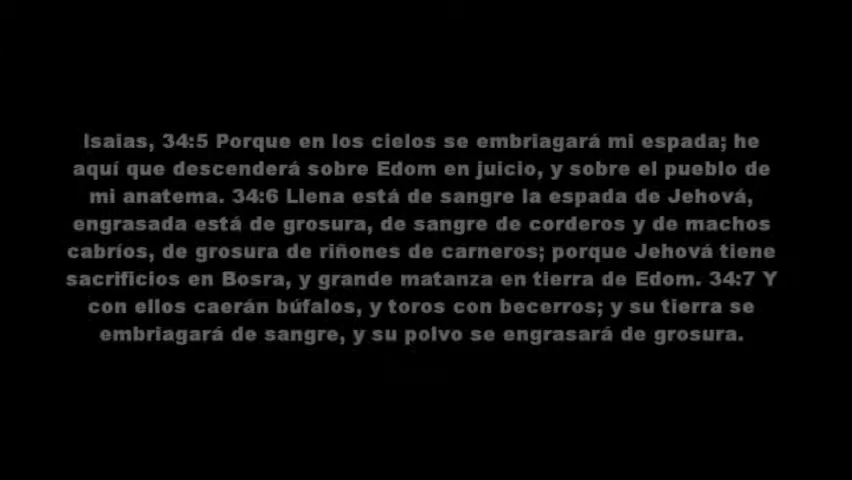 Isaias, 34:5 Porque en los cielos se embriagará mi espada; he
aquí que descenderá sobre Edom en juicio, y sobre el pueblo de
mi anatema. 34:6 Llena está de sangre la espada de Jehová,
engrasada está de grosura, de sangre de corderos y de machos
cabríos, de grosura de riñones de carneros; porque Jehová tiene
sacrificios en Bosra, y grande matanza en tierra de Edom. 34:7 Y
con ellos caerán búfalos, y toros con becerros; y su tierra se
embriagará de sangre, y su polvo se engrasará de grosura.